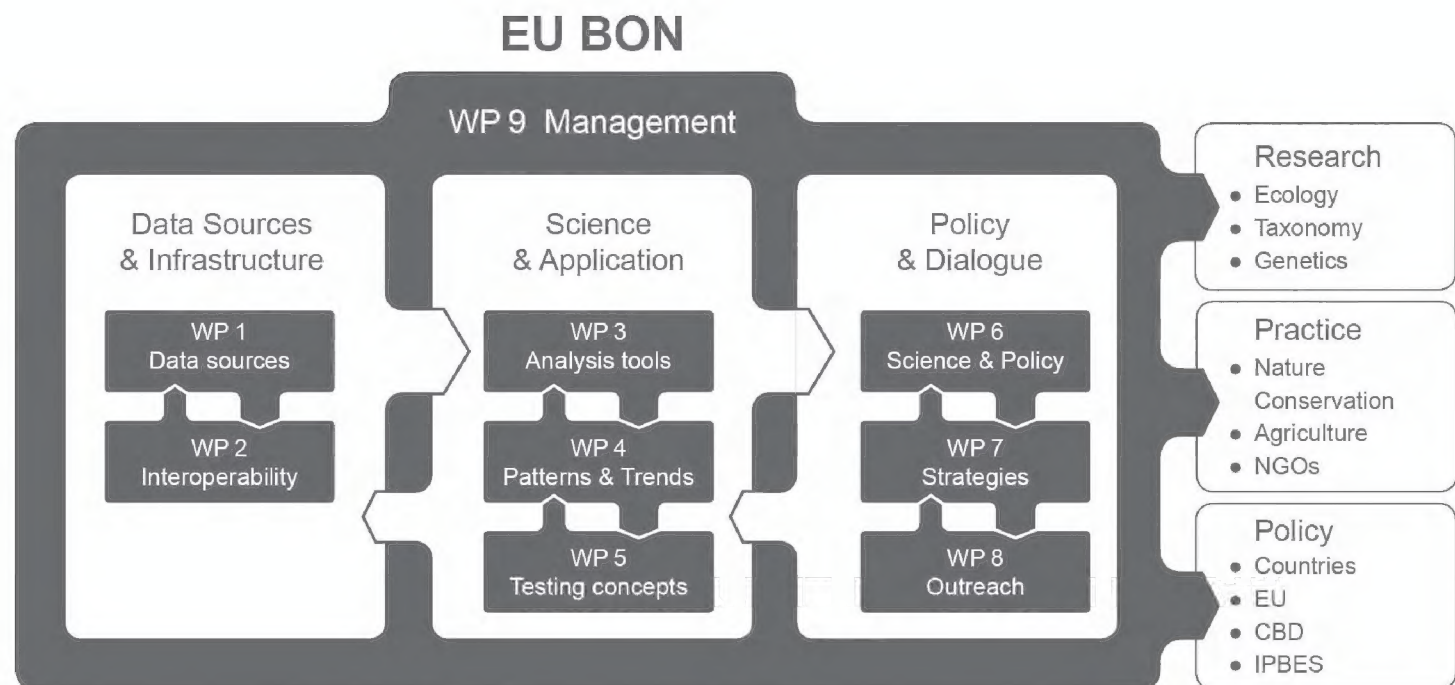 EU BON
WP 9 Management
Data Sources
& Infrastructure
WP 1
Data sources
WP 2
Interoperability
Science
& Application
WP 3
Analysis tools
WP 4
Patterns & Trends
WP 5
Testing concepts
Policy
& Dialogue
WP 6
Science & Policy
WP 7
Strategies
WP 8
Outreach
Research
• Ecology
• Taxonomy
• Genetics
Practice
• Nature
Conservation
• Agriculture
• NGOs
Policy
• Countries
• EU
• CBD
• IPBES